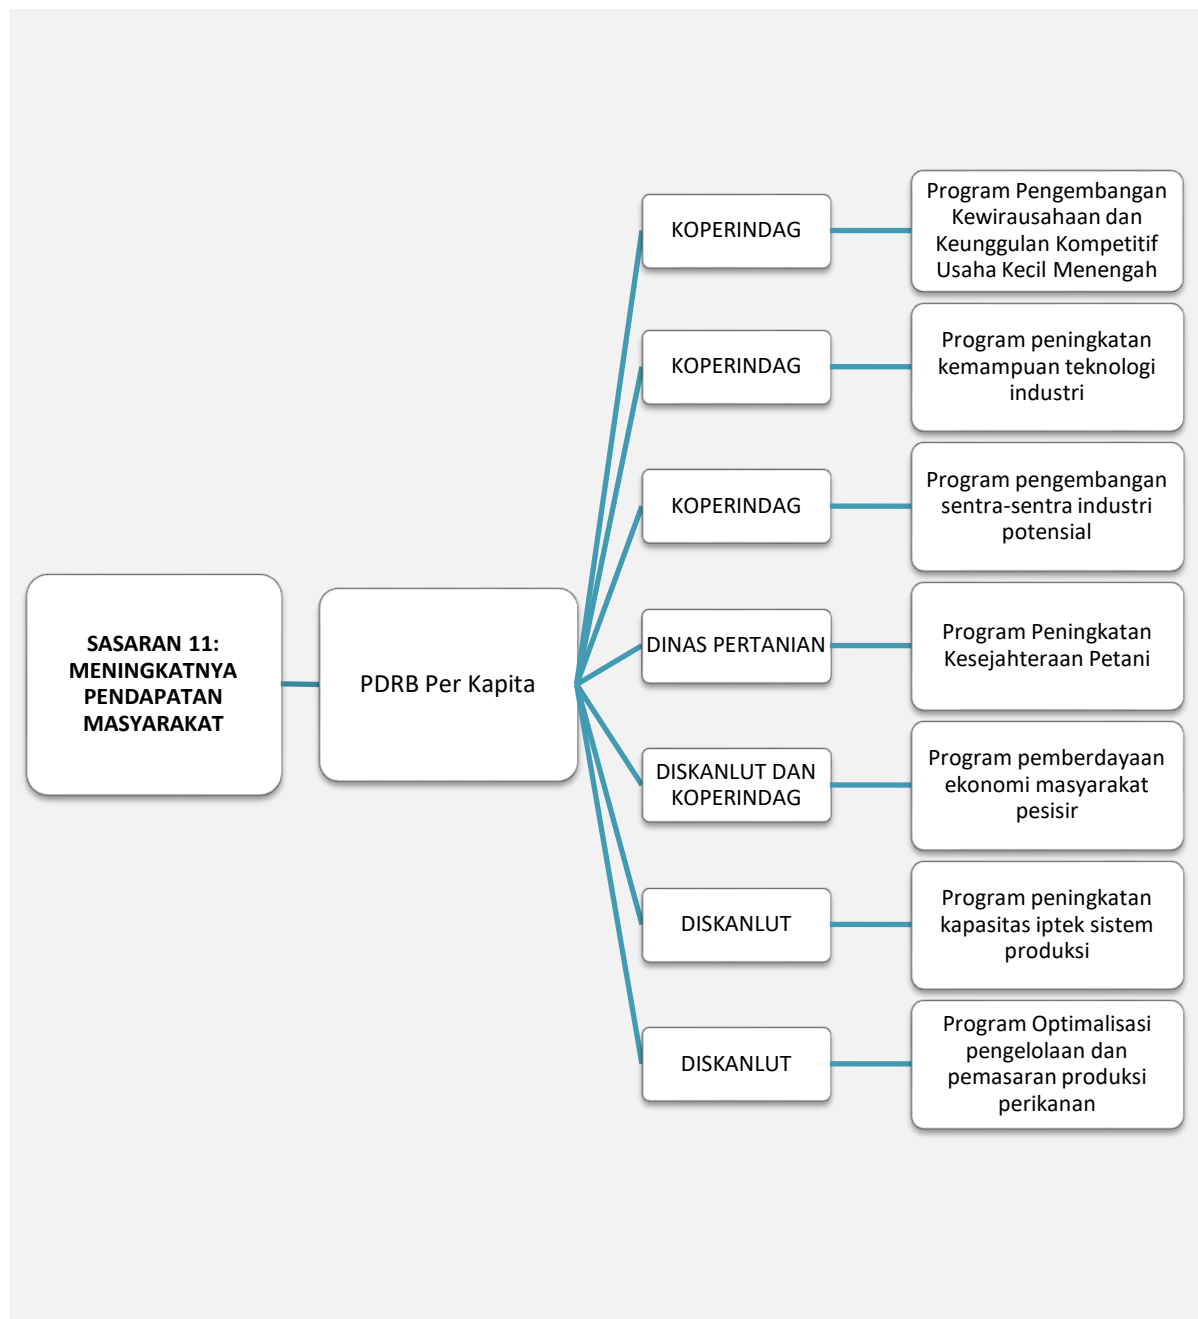 SASARAN 11:
MENINGKATNYA
PENDAPATAN
MASYARAKAT
PDRB Per Kapita
KOPERINDAG
Program Pengembangan
Kewirausahaan dan
Keunggulan Kompetitif
Usaha Kecil Menengah
KOPERINDAG
Program peningkatan
kemampuan teknologi
industri
KOPERINDAG
Program pengembangan
sentra-sentra industri
potensial
DINAS PERTANIAN
Program Peningkatan
Kesejahteraan Petani
DISKANLUT DAN
KOPERINDAG
Program pemberdayaan
ekonomi masyarakat
pesisir
DISKANLUT
Program peningkatan
kapasitas iptek sistem
produksi
DISKANLUT
Program Optimalisasi
pengelolaan dan
pemasaran produksi
perikanan